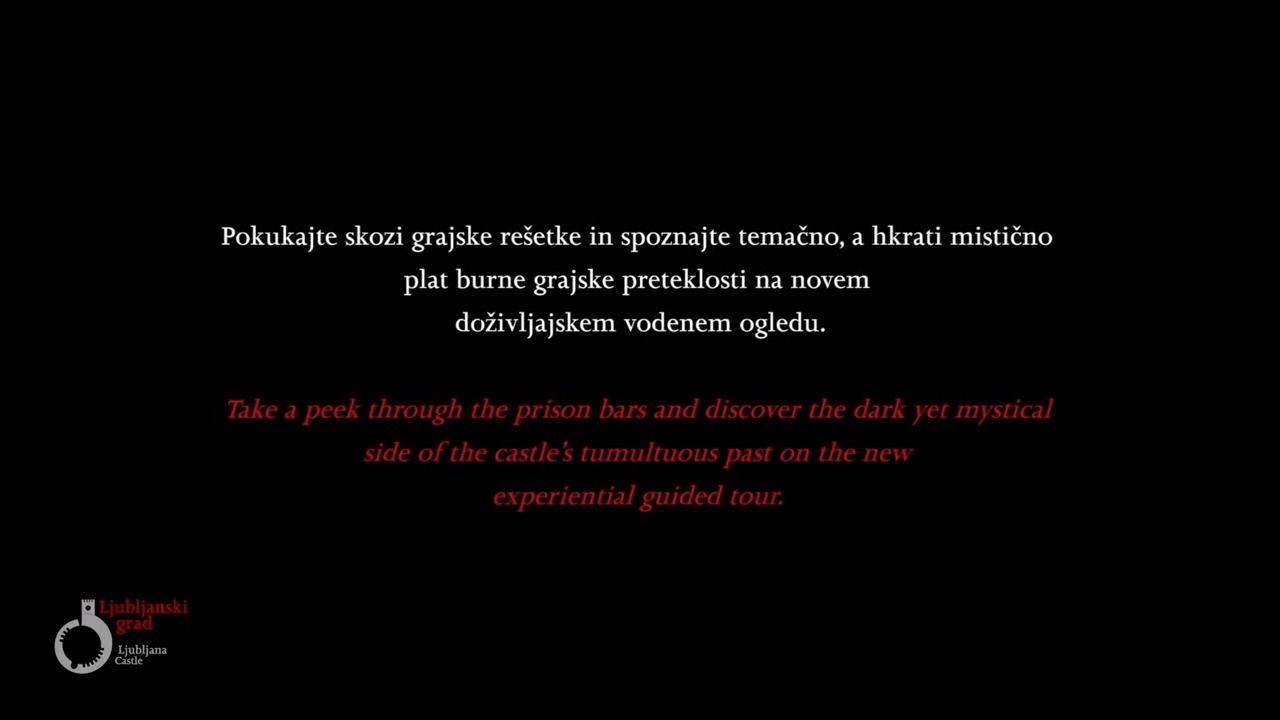 Pokukajte skozi grajske rešetke in spoznajte temačno, a hkrati mistično
plat burne grajske preteklosti na novem
doživljajskem vodenem ogledu.
Take a peek through the prison bars and discover the dark yet mystical
side of the castle's tumultuous past on the new
experiential guided tour.
Ljubljanski
grad
Ljubljana
Castle